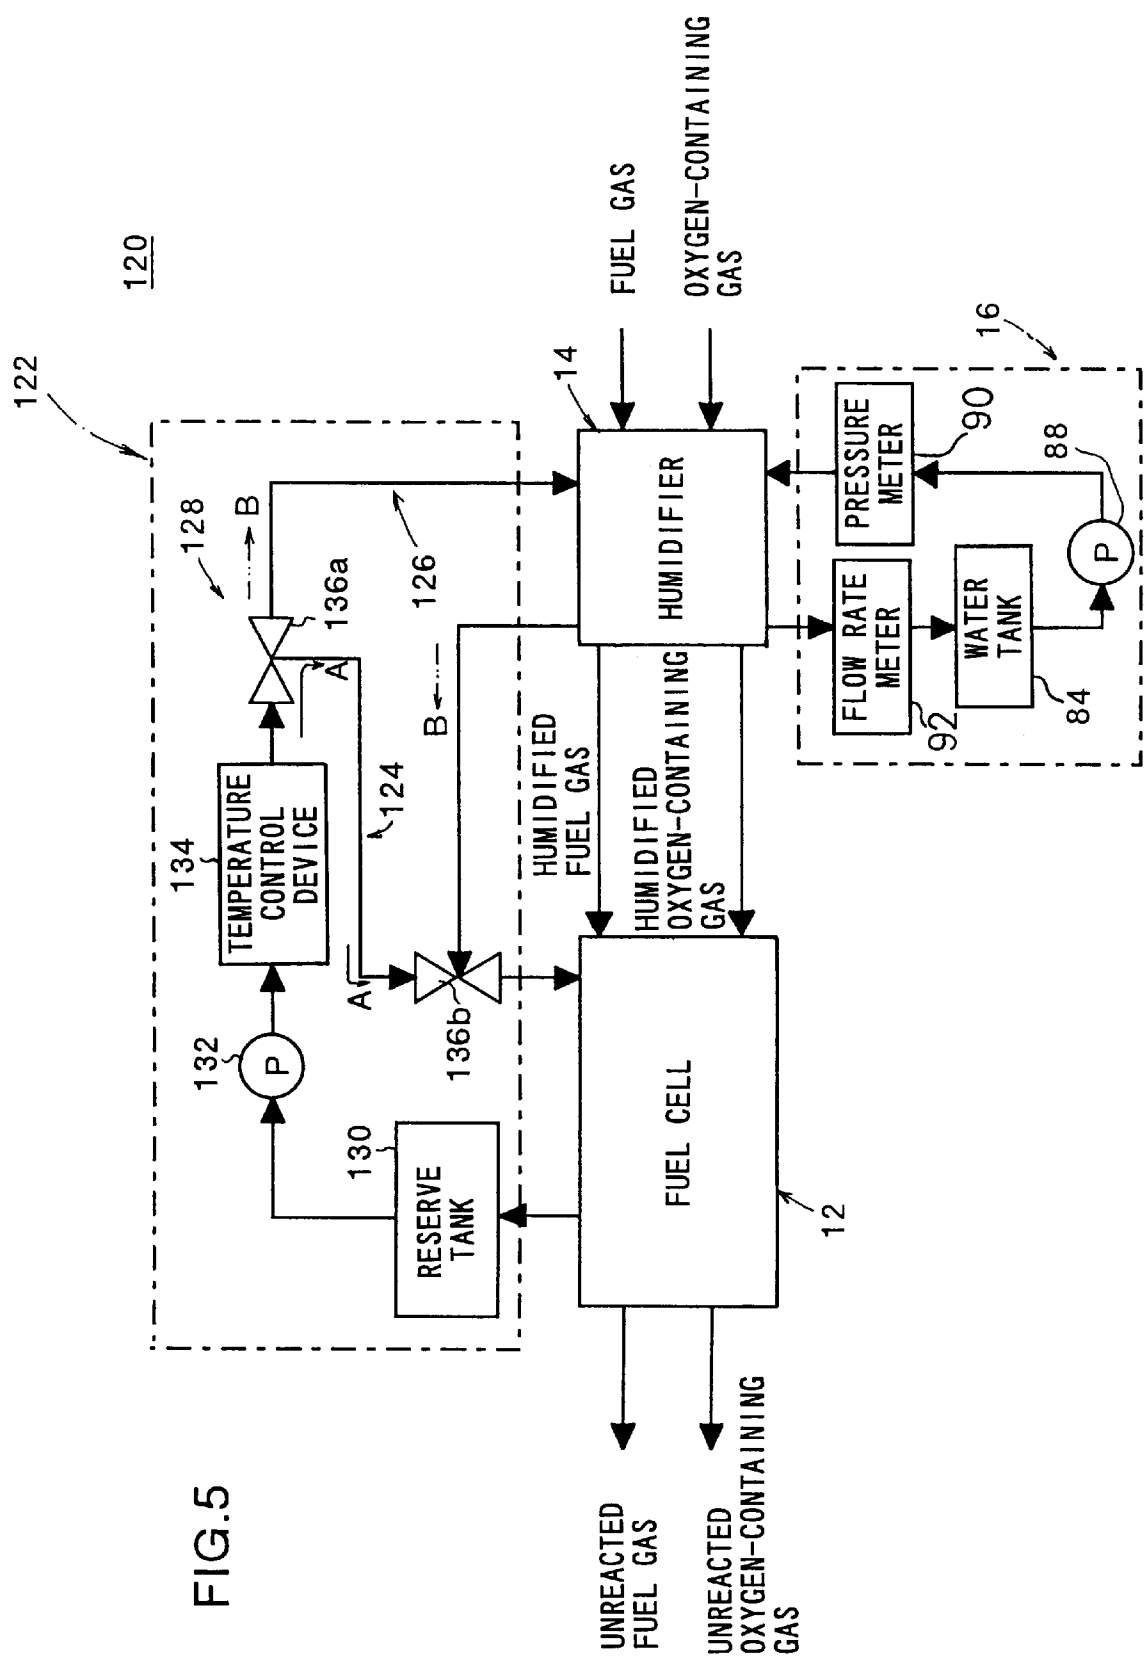 FIG.5
120
122
128
B
136a
A
126
134
TEMPERATURE
CONTROL
DEVICE
124
B
132
P
A
136b
130
RESERVE
TANK
14
HUMIDIFIER
FUEL GAS
OXYGEN-CONTAINING
GAS
HUMIDIFIED
FUEL GAS
HUMIDIFIED
OXYGEN-CONTAINING
GAS
FUEL CELL
12
UNREACTED
FUEL GAS
UNREACTED
OXYGEN-CONTAINING
GAS
16
PRESSURE
METER
90
88
P
FLOW RATE
METER
92
WATER
TANK
84